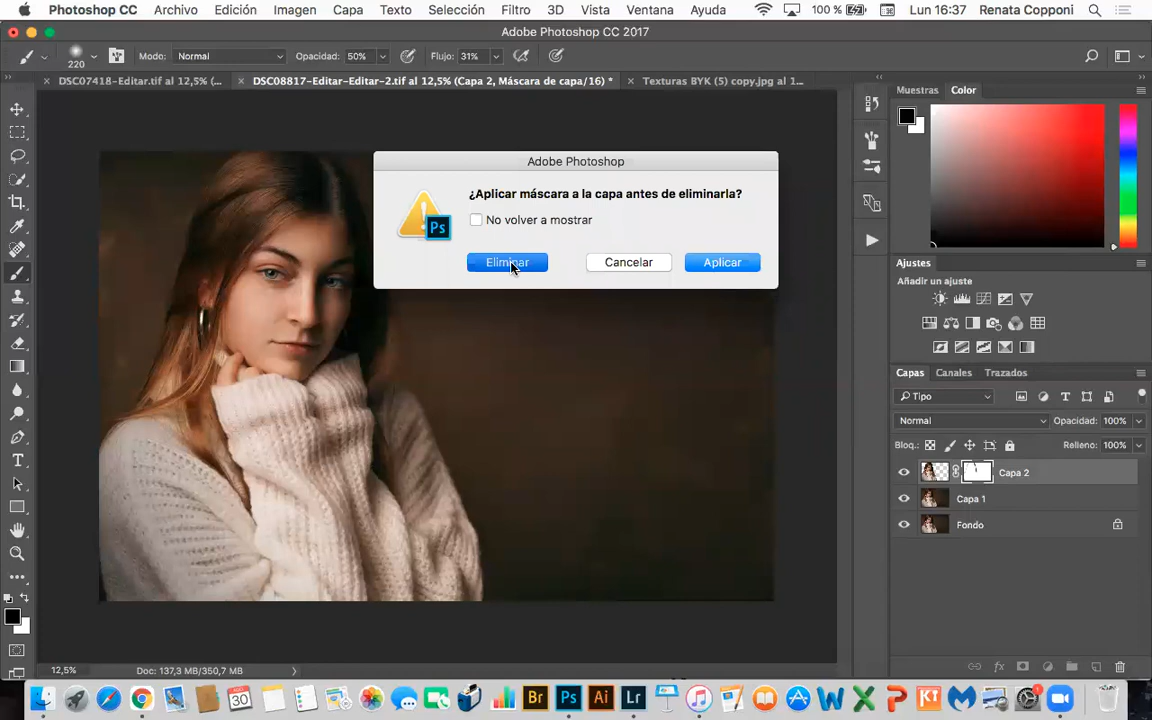 Photoshop CC Archivo Edición Imagen Capa Texto Selección Filtro 3D Vista Ventana Ayuda 100 % Lun 16:37 Renata Copponi
Adobe Photoshop CC 2017
220 Modo: Normal Opacidad: 50% Flujo: 31%
DSC07418-Editar.tif al 12,5% (... DSC08817-Editar-Editar-2.tif al 12,5% (Capa 2, Máscara de capa/16) * Texturas BYK (5) copy.jpg al 1...
Muestras Color
Adobe Photoshop
¿Aplicar máscara a la capa antes de eliminarla?
No volver a mostrar
Eliminar Cancelar Aplicar
Ajustes
Añadir un ajuste
Capas Canales Trazados
Tipo
Normal Opacidad: 100%
Bloq.: Relleno: 100%
Capa 2
Capa 1
Fondo
12,5% Doc: 137,3 MB/350,7 MB
30 Br Ps Ai Lr